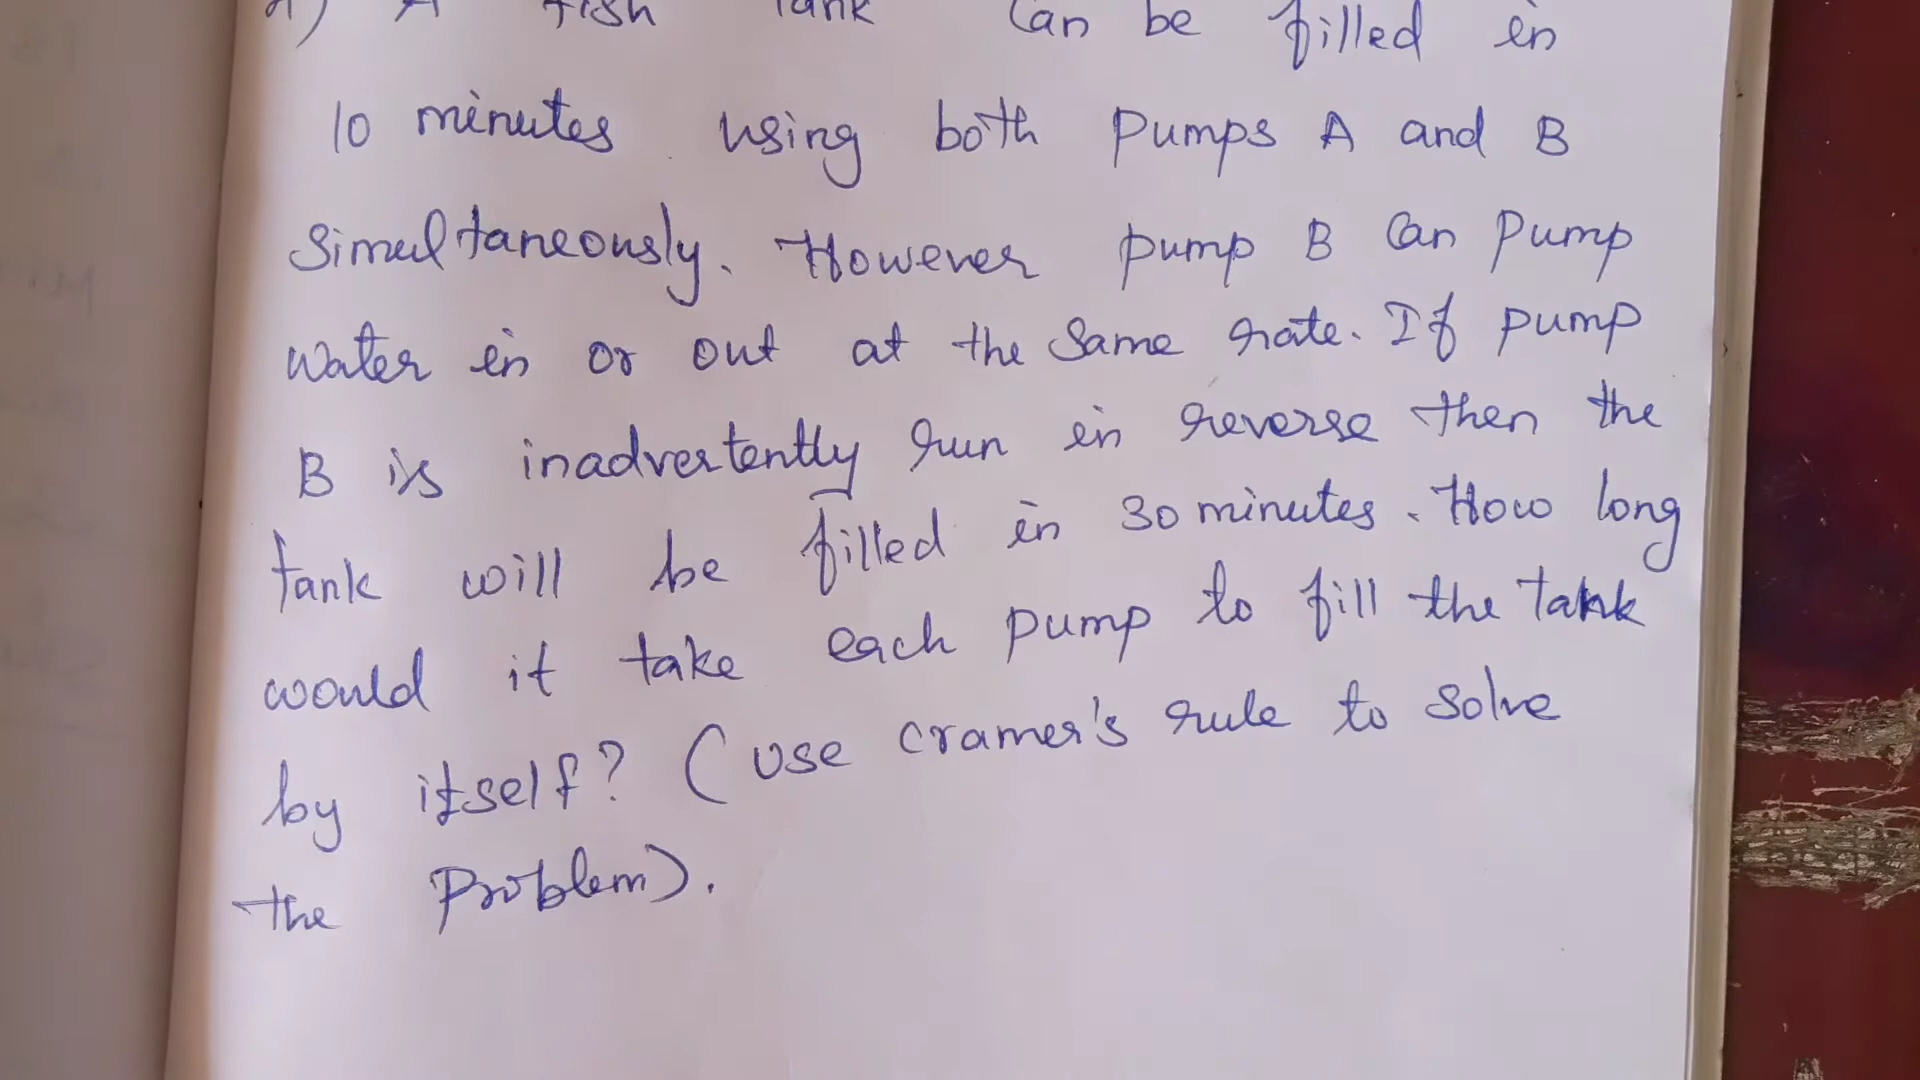 A fish Tank Can be filled in
10 minutes using both pumps A and B
Simultaneously. However pump B Can pump
water in or out at the same rate. If pump
B is inadvertently run in reverse then the
tank will be filled in 30 minutes. How long
would it take each pump to fill the tank
by itself? (use cramer's rule to solve
the problem).